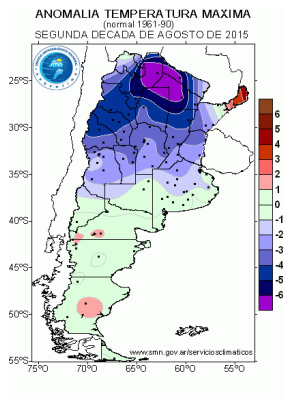 ANOMALIA TEMPERATURA MAXIMA
(normal 1961-90)
SEGUNDA DECADA DE AGOSTO DE 2015
25°S
30°S
35°S
40°S
45°S
50°S
55°S
75°O
70°O
65°O
60°O
55°O
6
5
4
3
2
1
0
-1
-2
-3
-4
-5
-6
www.smn.gov.ar/serviciosclimaticos